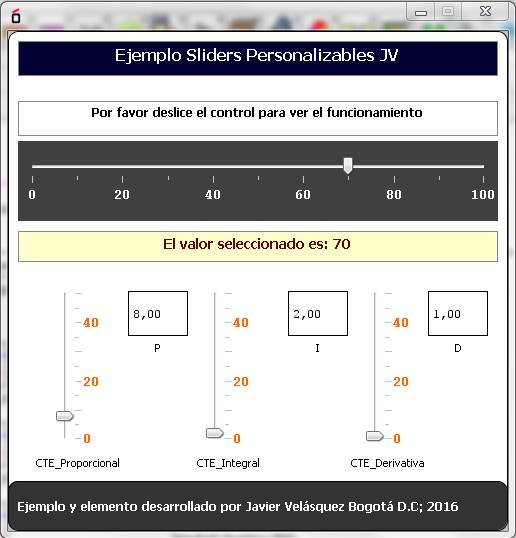 Ejemplo Sliders Personalizables JV
Por favor deslice el control para ver el funcionamiento
0 20 40 60 80 100
El valor seleccionado es: 70
40 8,00 40 2,00 40 1,00
P I D
20 20 20
0 0 0
CTE_Proporcional CTE_Integral CTE_Derivativa
Ejemplo y elemento desarrollado por Javier Velásquez Bogotá D.C; 2016